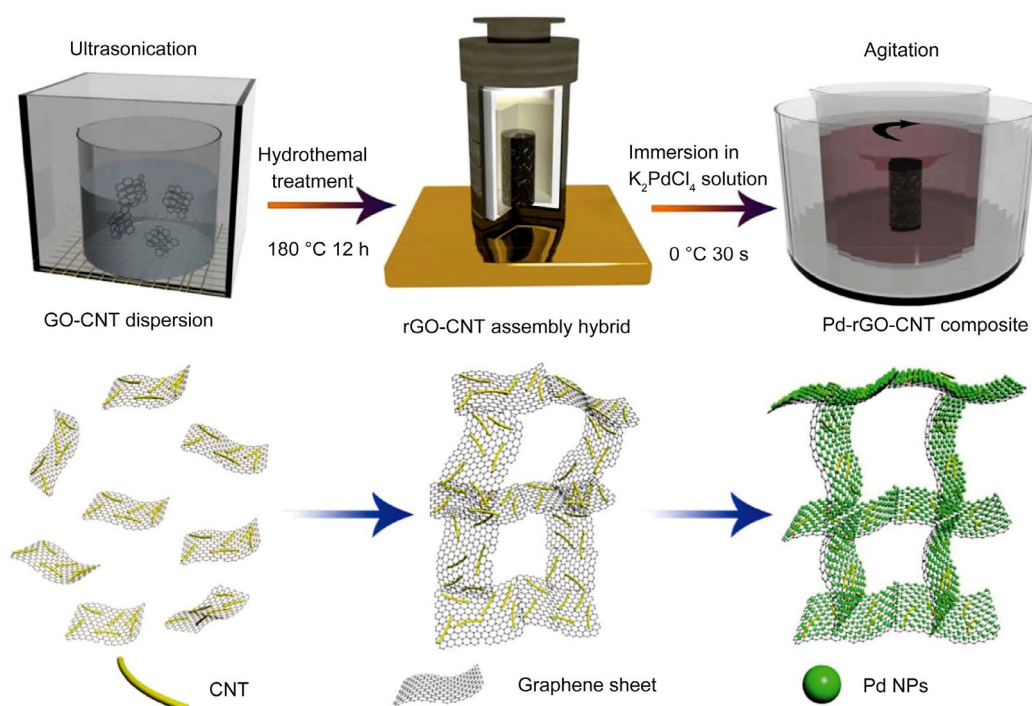 Ultrasonication
Agitation
Hydrothemal
treatment
180 °C 12 h
Immersion in
K₂PdCl₄ solution
0 °C 30 s
GO-CNT dispersion
rGO-CNT assembly hybrid
Pd-rGO-CNT composite
CNT
Graphene sheet
Pd NPs